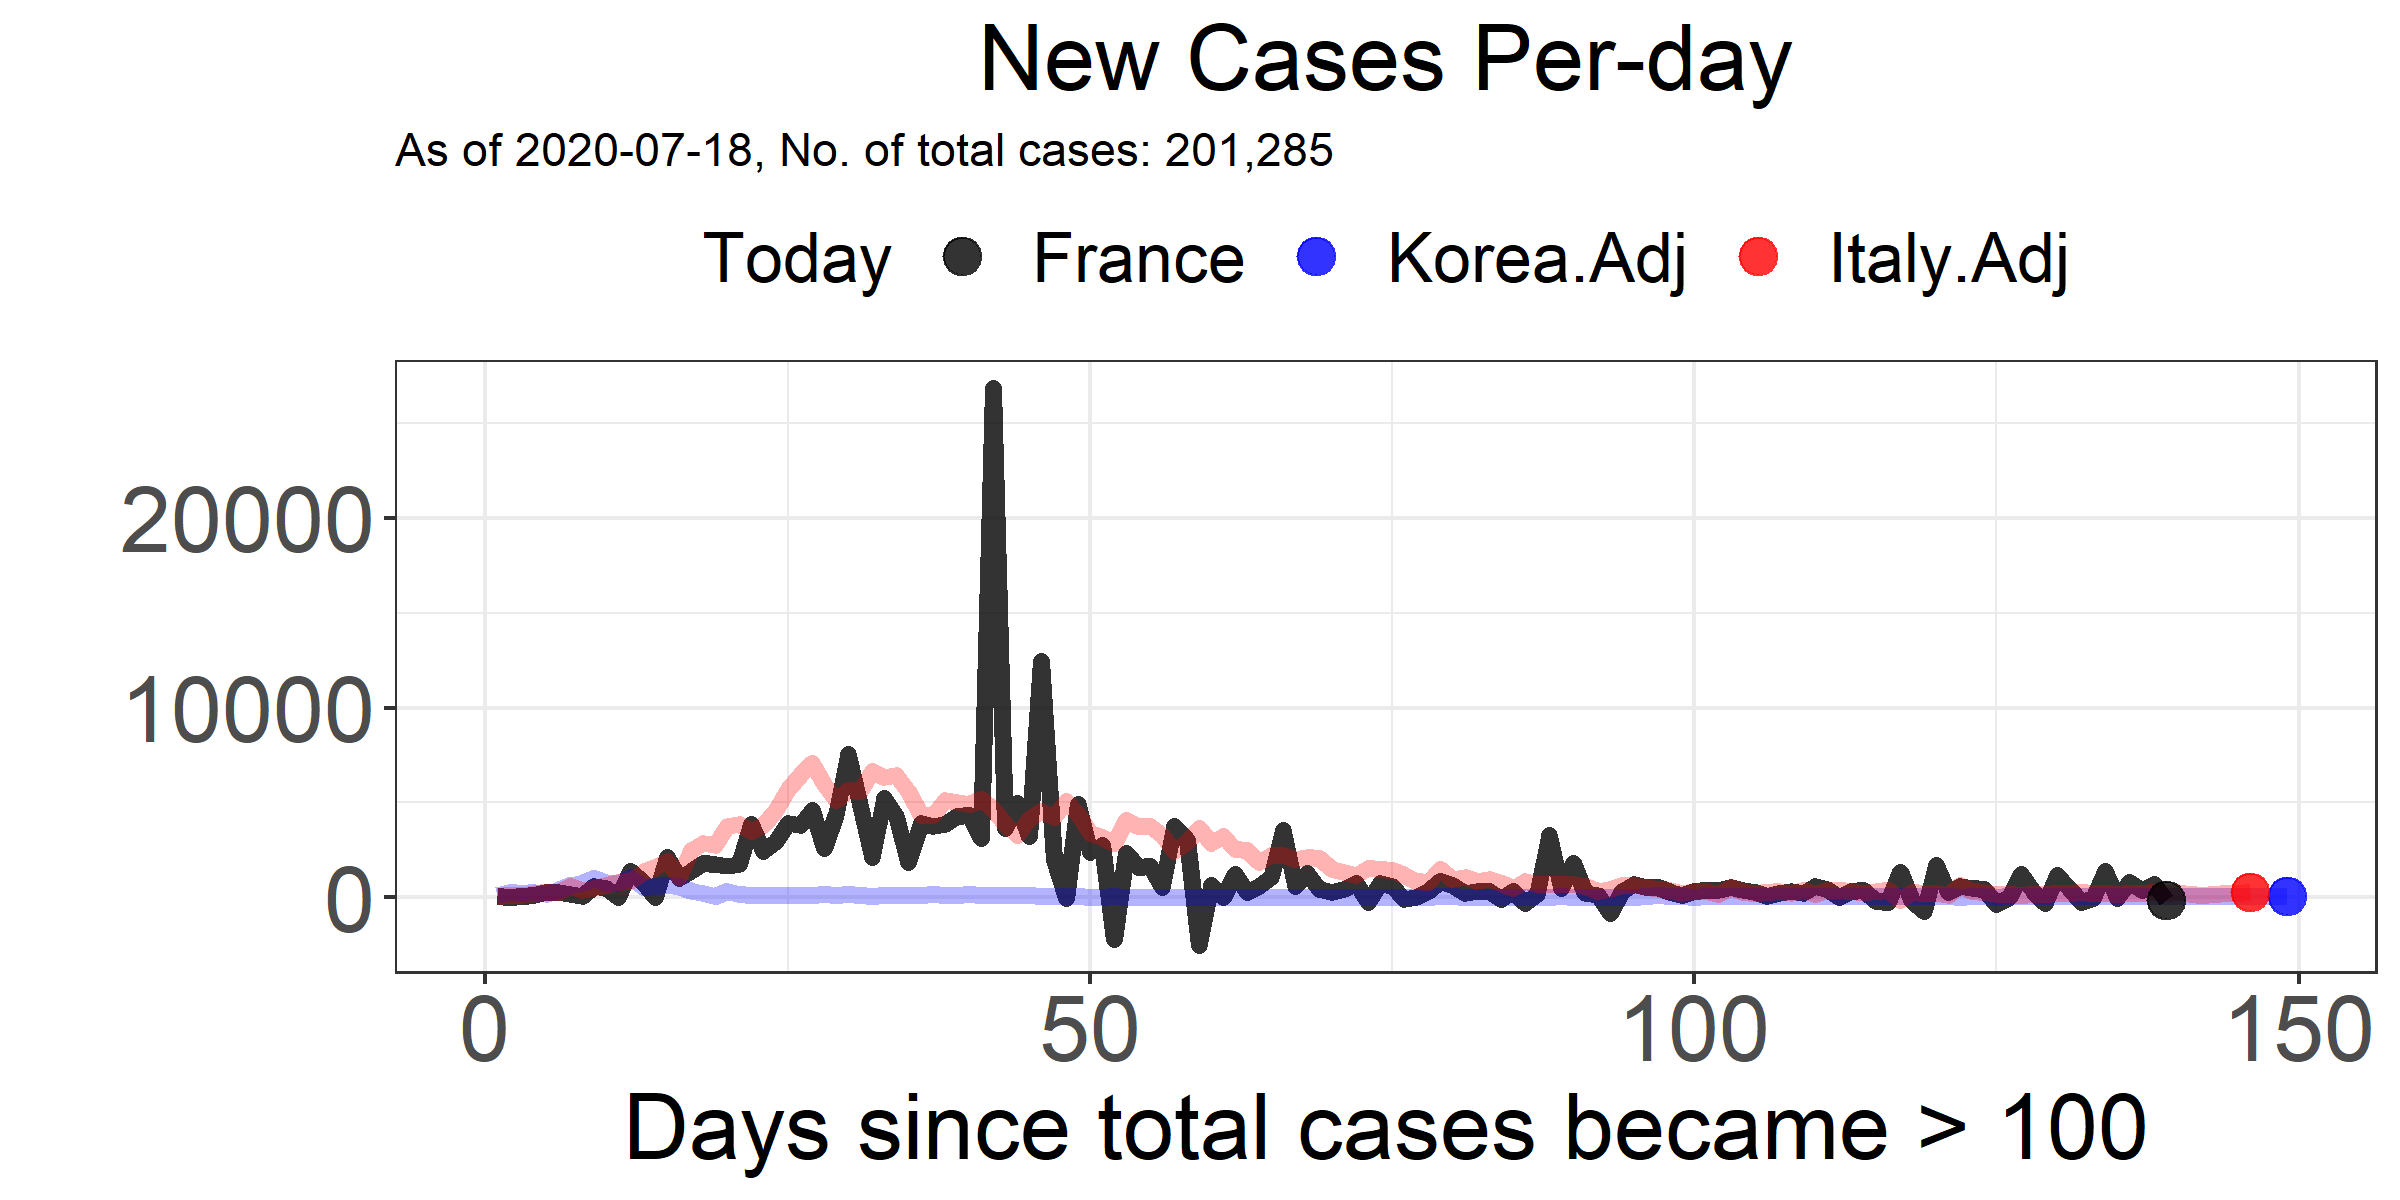 New Cases Per-day
As of 2020-07-18, No. of total cases: 201,285
Today France Korea.Adj Italy.Adj
20000
10000
0
0 50 100 150
Days since total cases became > 100